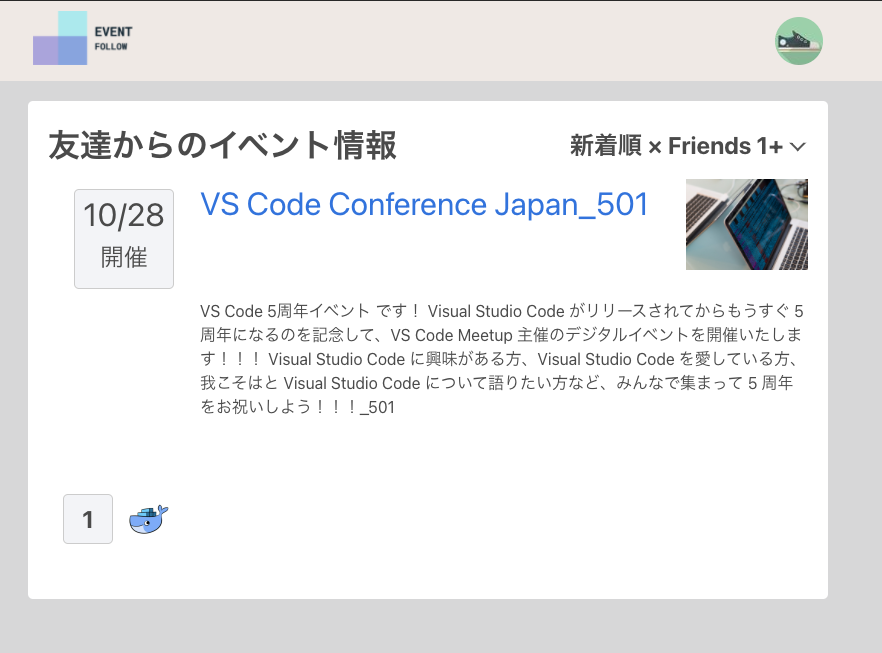 EVENT
FOLLOW
友達からのイベント情報
新着順 × Friends 1+
10/28
開催
VS Code Conference Japan_501
VS Code 5周年イベント です！ Visual Studio Code がリリースされてからもうすぐ 5
周年になるのを記念して、VS Code Meetup 主催のデジタルイベントを開催いたしま
す！！！ Visual Studio Code に興味がある方、Visual Studio Code を愛している方、
我こそはと Visual Studio Code について語りたい方など、みんなで集まって 5 周年
をお祝いしよう！！！_501
1